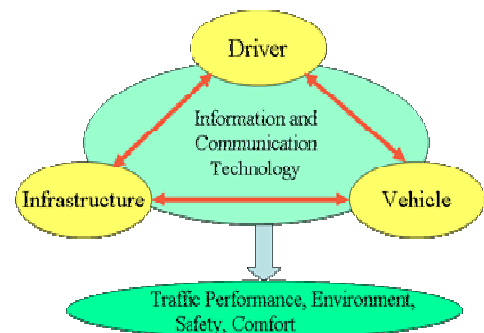 Driver
Information and
Communication
Technology
Infrastructure
Vehicle
Traffic Performance, Environment,
Safety, Comfort